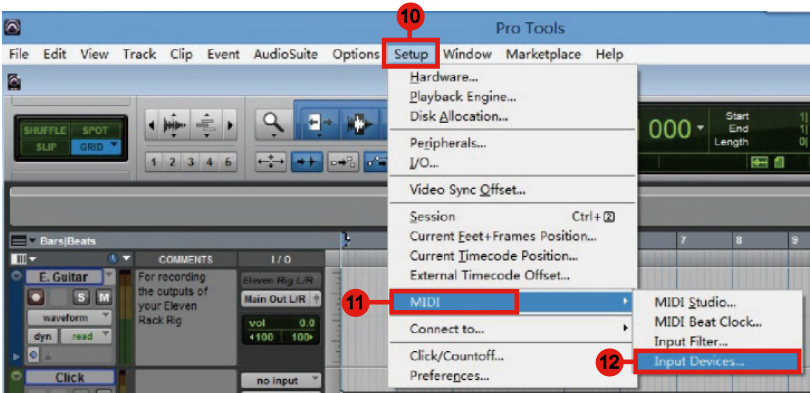 10
Pro Tools
File Edit View Track Clip Event AudioSuite Options Setup Window Marketplace Help
Hardware...
Playback Engine...
Disk Allocation...
Peripherals...
I/O...
Video Sync Offset...
Session Ctrl+2
Current Feet+Frames Position...
Current Timecode Position...
External Timecode Offset...
11
MIDI
Connect to...
Click/Countoff...
Preferences...
MIDI Studio...
MIDI Beat Clock...
Input Filter...
12
Input Devices...
SHUFFLE SPOT
SLIP GRID
1 2 3 4 5
000
Start
End
Length
Bars|Beats
7 8 9
COMMENTS I / O
E. Guitar
S M
waveform
dyn read
For recording
the outputs of
your Eleven
Rack Rig
Eleven Rig L/R
Main Out L/R
vol 0.0
100 100
Click
no input